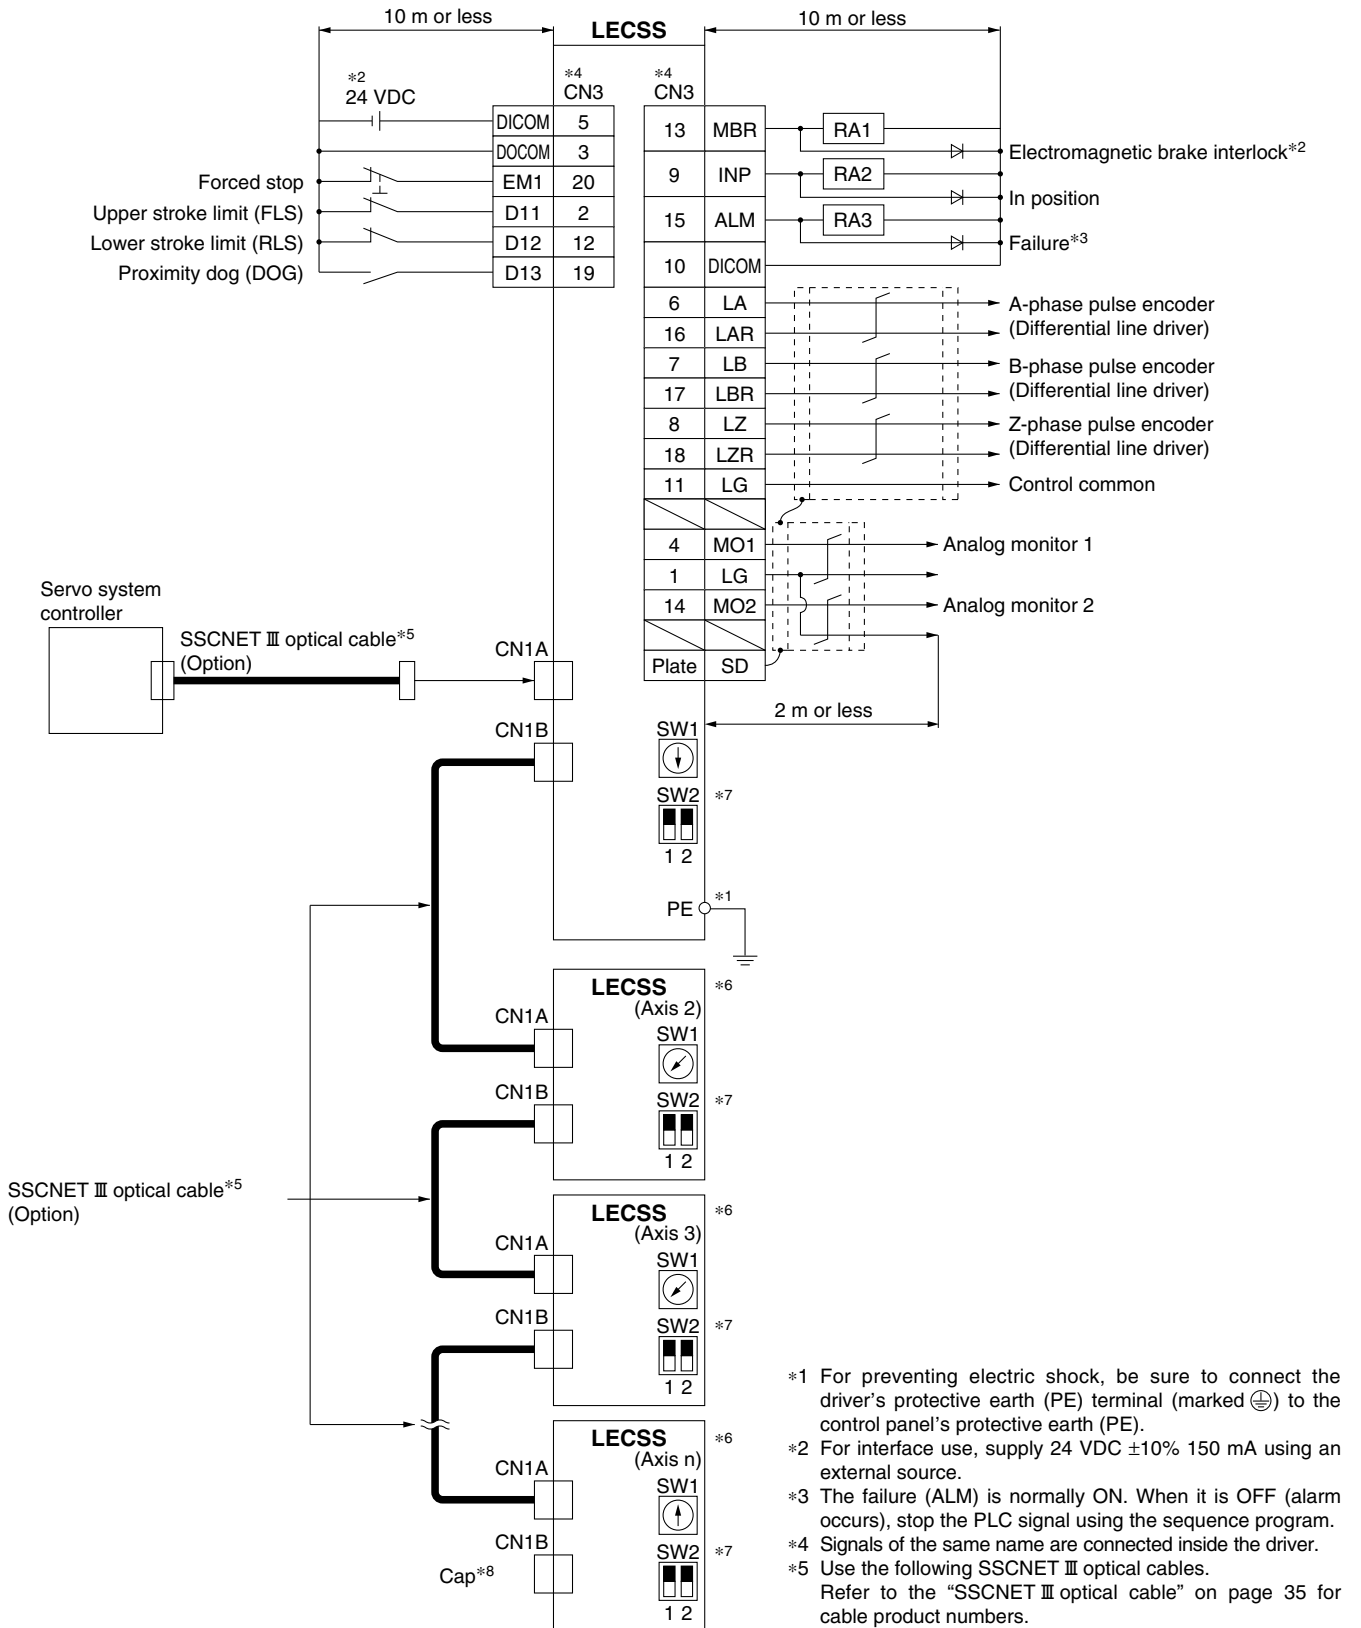 10 m or less
LECSS
10 m or less
*2
24 VDC
*4
CN3
*4
CN3
DICOM 5
DOCOM 3
Forced stop EM1 20
Upper stroke limit (FLS) D11 2
Lower stroke limit (RLS) D12 12
Proximity dog (DOG) D13 19
13 MBR RA1
Electromagnetic brake interlock*2
9 INP RA2
In position
15 ALM RA3
Failure*3
10 DICOM
6 LA A-phase pulse encoder
16 LAR (Differential line driver)
7 LB B-phase pulse encoder
17 LBR (Differential line driver)
8 LZ Z-phase pulse encoder
18 LZR (Differential line driver)
11 LG Control common
4 MO1 Analog monitor 1
1 LG
14 MO2 Analog monitor 2
Plate SD
2 m or less
Servo system
controller
SSCNET Ⅲ optical cable*5
(Option)
CN1A
CN1B
SW1
SW2 *7
1 2
PE *1
LECSS *6
(Axis 2)
CN1A
SW1
CN1B
SW2 *7
1 2
SSCNET Ⅲ optical cable*5
(Option)
LECSS *6
(Axis 3)
CN1A
SW1
CN1B
SW2 *7
1 2
LECSS *6
(Axis n)
CN1A
SW1
CN1B
Cap*8
SW2 *7
1 2
*1 For preventing electric shock, be sure to connect the
driver's protective earth (PE) terminal (marked ⏚) to the
control panel's protective earth (PE).
*2 For interface use, supply 24 VDC ±10% 150 mA using an
external source.
*3 The failure (ALM) is normally ON. When it is OFF (alarm
occurs), stop the PLC signal using the sequence program.
*4 Signals of the same name are connected inside the driver.
*5 Use the following SSCNET Ⅲ optical cables.
Refer to the “SSCNET Ⅲ optical cable” on page 35 for
cable product numbers.